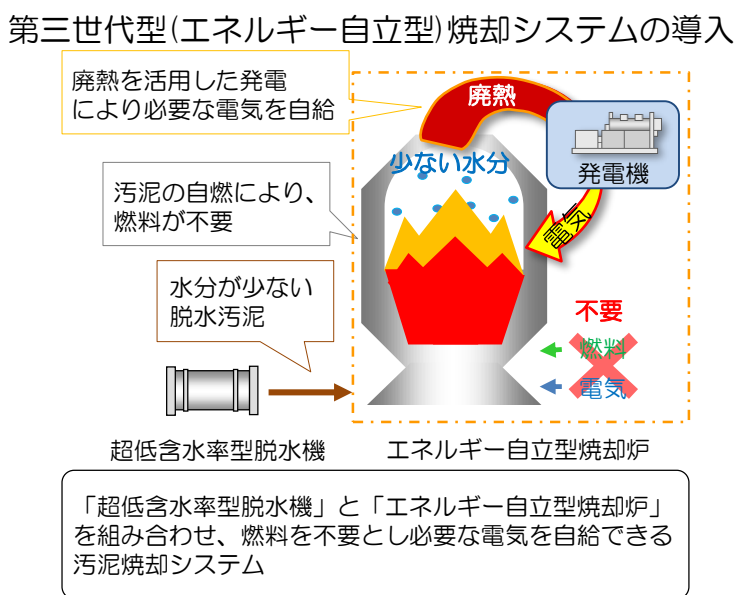 第三世代型(エネルギー自立型)焼却システムの導入
廃熱を活用した発電
により必要な電気を自給
廃熱
発電機
少ない水分
電気
汚泥の自燃により、
燃料が不要
水分が少ない
脱水汚泥
不要
燃料
電気
超低含水率型脱水機
エネルギー自立型焼却炉
「超低含水率型脱水機」と「エネルギー自立型焼却炉」
を組み合わせ、燃料を不要とし必要な電気を自給できる
汚泥焼却システム